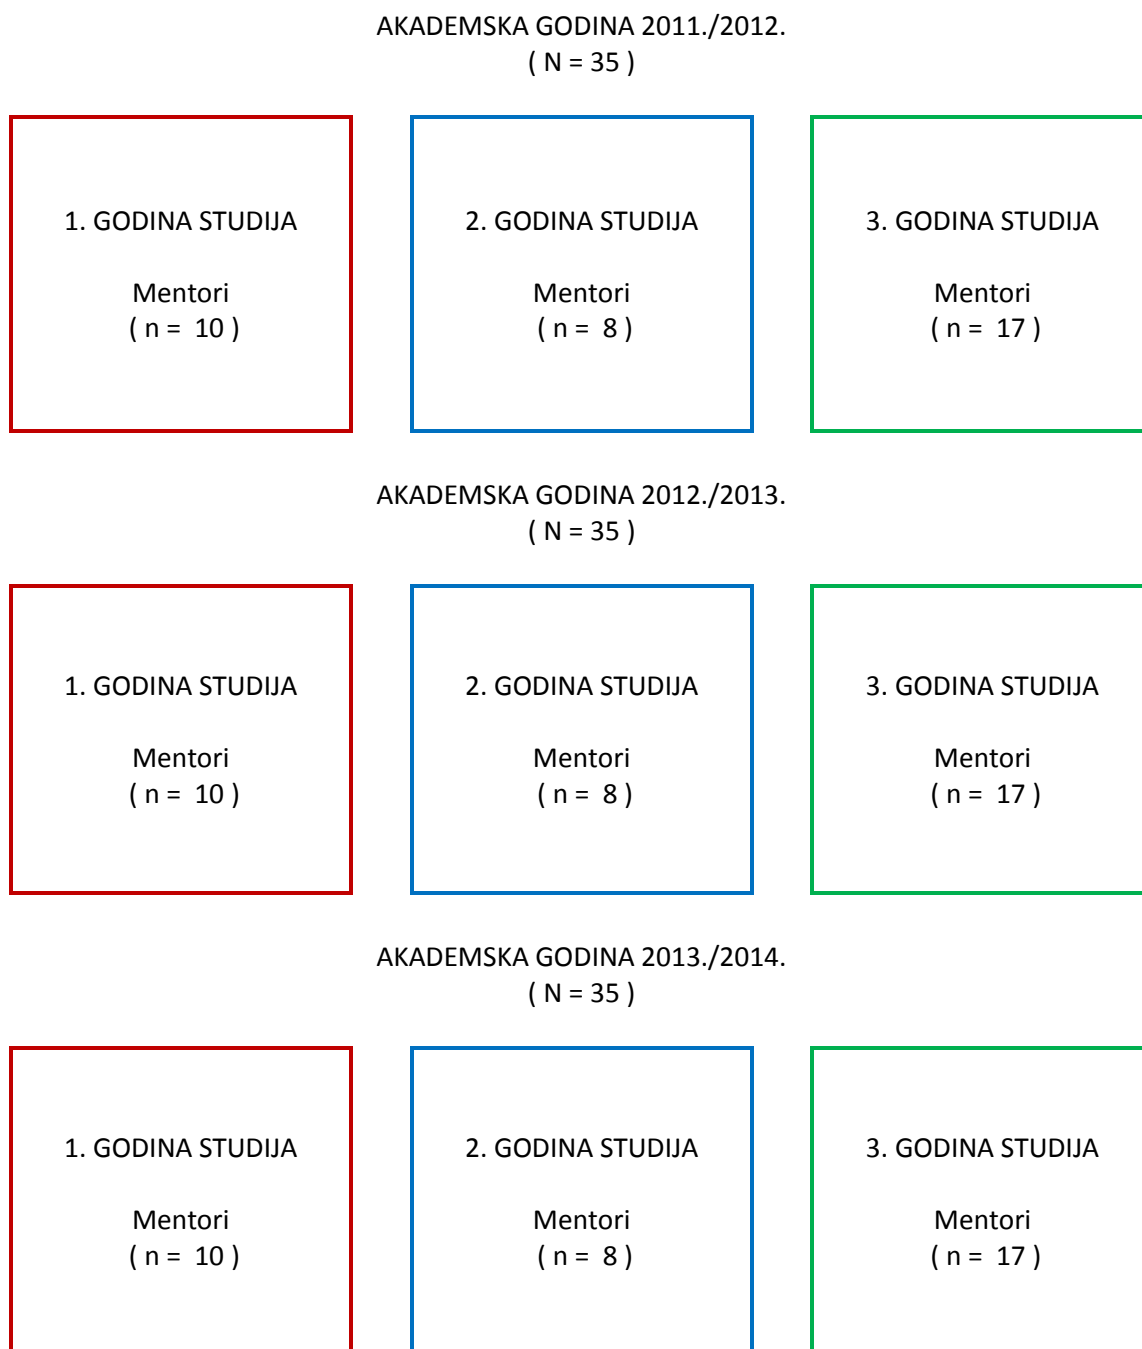 AKADEMSKA GODINA 2011./2012.
( N = 35 )
1. GODINA STUDIJA
Mentori
( n =  10 )
2. GODINA STUDIJA
Mentori
( n =  8 )
3. GODINA STUDIJA
Mentori
( n =  17 )
AKADEMSKA GODINA 2012./2013.
( N = 35 )
1. GODINA STUDIJA
Mentori
( n =  10 )
2. GODINA STUDIJA
Mentori
( n =  8 )
3. GODINA STUDIJA
Mentori
( n =  17 )
AKADEMSKA GODINA 2013./2014.
( N = 35 )
1. GODINA STUDIJA
Mentori
( n =  10 )
2. GODINA STUDIJA
Mentori
( n =  8 )
3. GODINA STUDIJA
Mentori
( n =  17 )